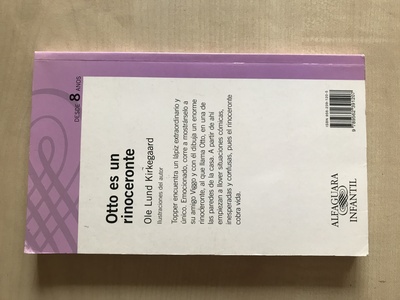 DESDE 8 AÑOS
Otto es un
rinoceronte
Ole Lund Kirkegaard
Ilustraciones del autor
Topper encuentra un lápiz extraordinario y
único. Emocionado, corre a mostrárselo a
su amigo Viggo y con él dibuja un enorme
rinoceronte, al que llama Otto, en una de
las paredes de la casa. A partir de ahí
empiezan a llover situaciones cómicas,
inesperadas y confusas, pues el rinoceronte
cobra vida.
ALFAGUARA
INFANTIL